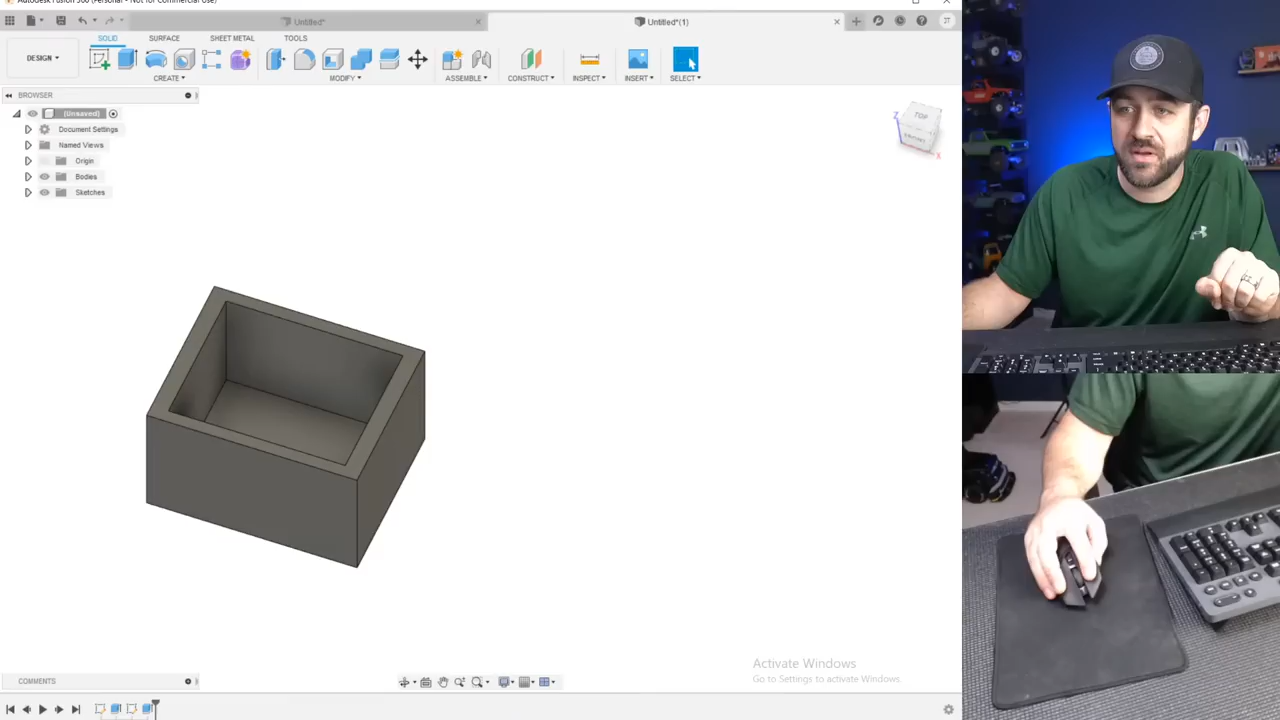 Autodesk Fusion 360 (Personal - Not for Commercial Use)
Untitled*
Untitled*(1)
JT
SOLID SURFACE SHEET METAL TOOLS
DESIGN
CREATE MODIFY ASSEMBLE CONSTRUCT INSPECT INSERT SELECT
BROWSER
(Unsaved)
Document Settings
Named Views
Origin
Bodies
Sketches
TOP
Z
X
COMMENTS
Activate Windows
Go to Settings to activate Windows.